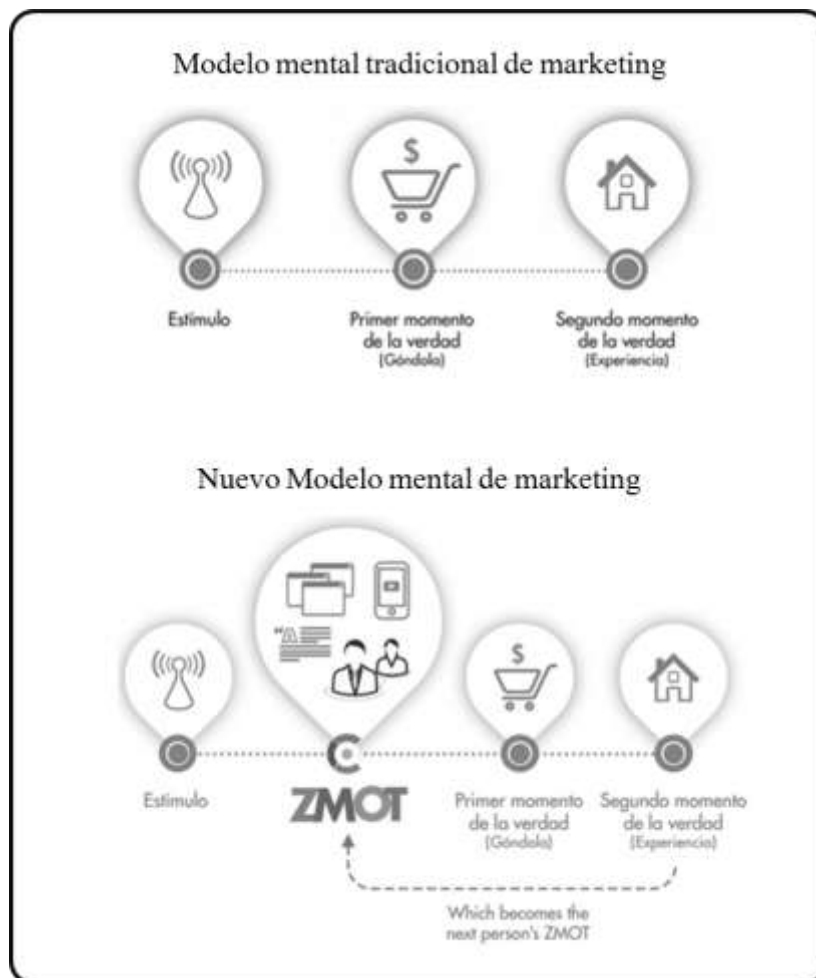 Modelo mental tradicional de marketing
$
Estímulo
Primer momento
de la verdad
(Góndola)
Segundo momento
de la verdad
(Experiencia)
Nuevo Modelo mental de marketing
$
Estímulo
ZMOT
Primer momento
de la verdad
(Góndola)
Segundo momento
de la verdad
(Experiencia)
Which becomes the
next person's ZMOT